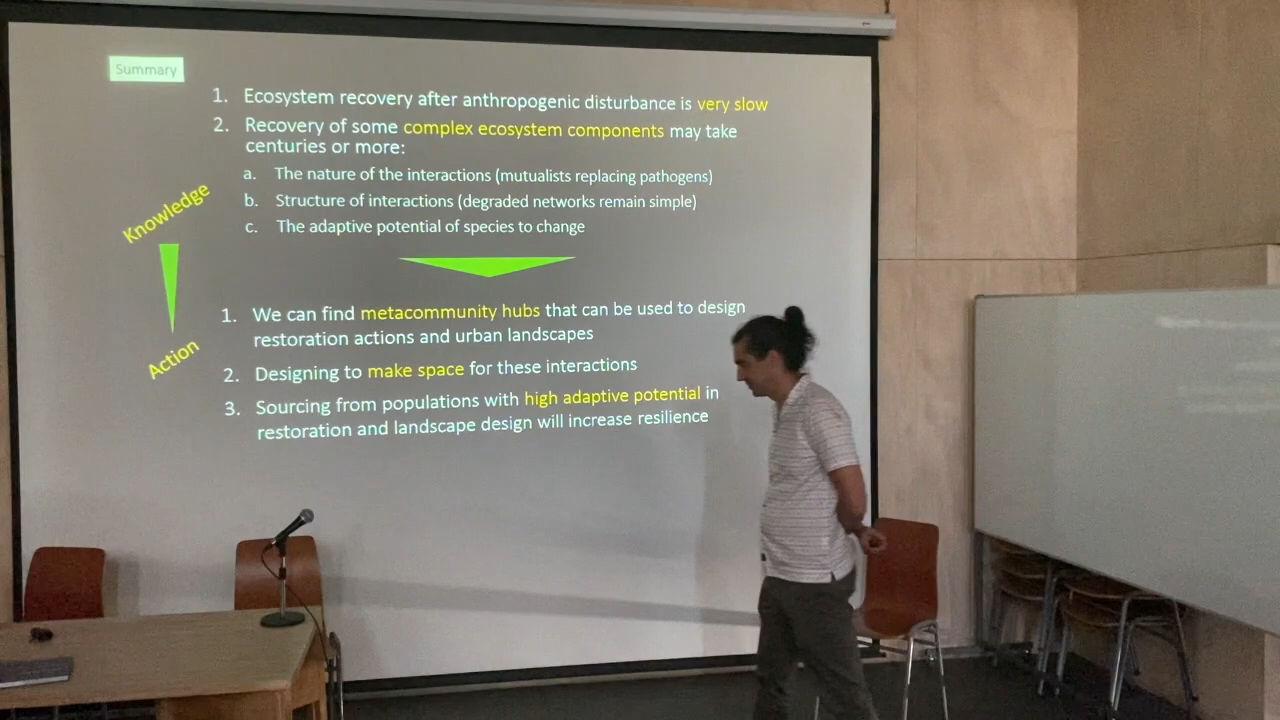 Summary
1. Ecosystem recovery after anthropogenic disturbance is very slow
2. Recovery of some complex ecosystem components may take
centuries or more:
a. The nature of the interactions (mutualists replacing pathogens)
b. Structure of interactions (degraded networks remain simple)
c. The adaptive potential of species to change
Knowledge
Action
1. We can find metacommunity hubs that can be used to design
restoration actions and urban landscapes
2. Designing to make space for these interactions
3. Sourcing from populations with high adaptive potential in
restoration and landscape design will increase resilience